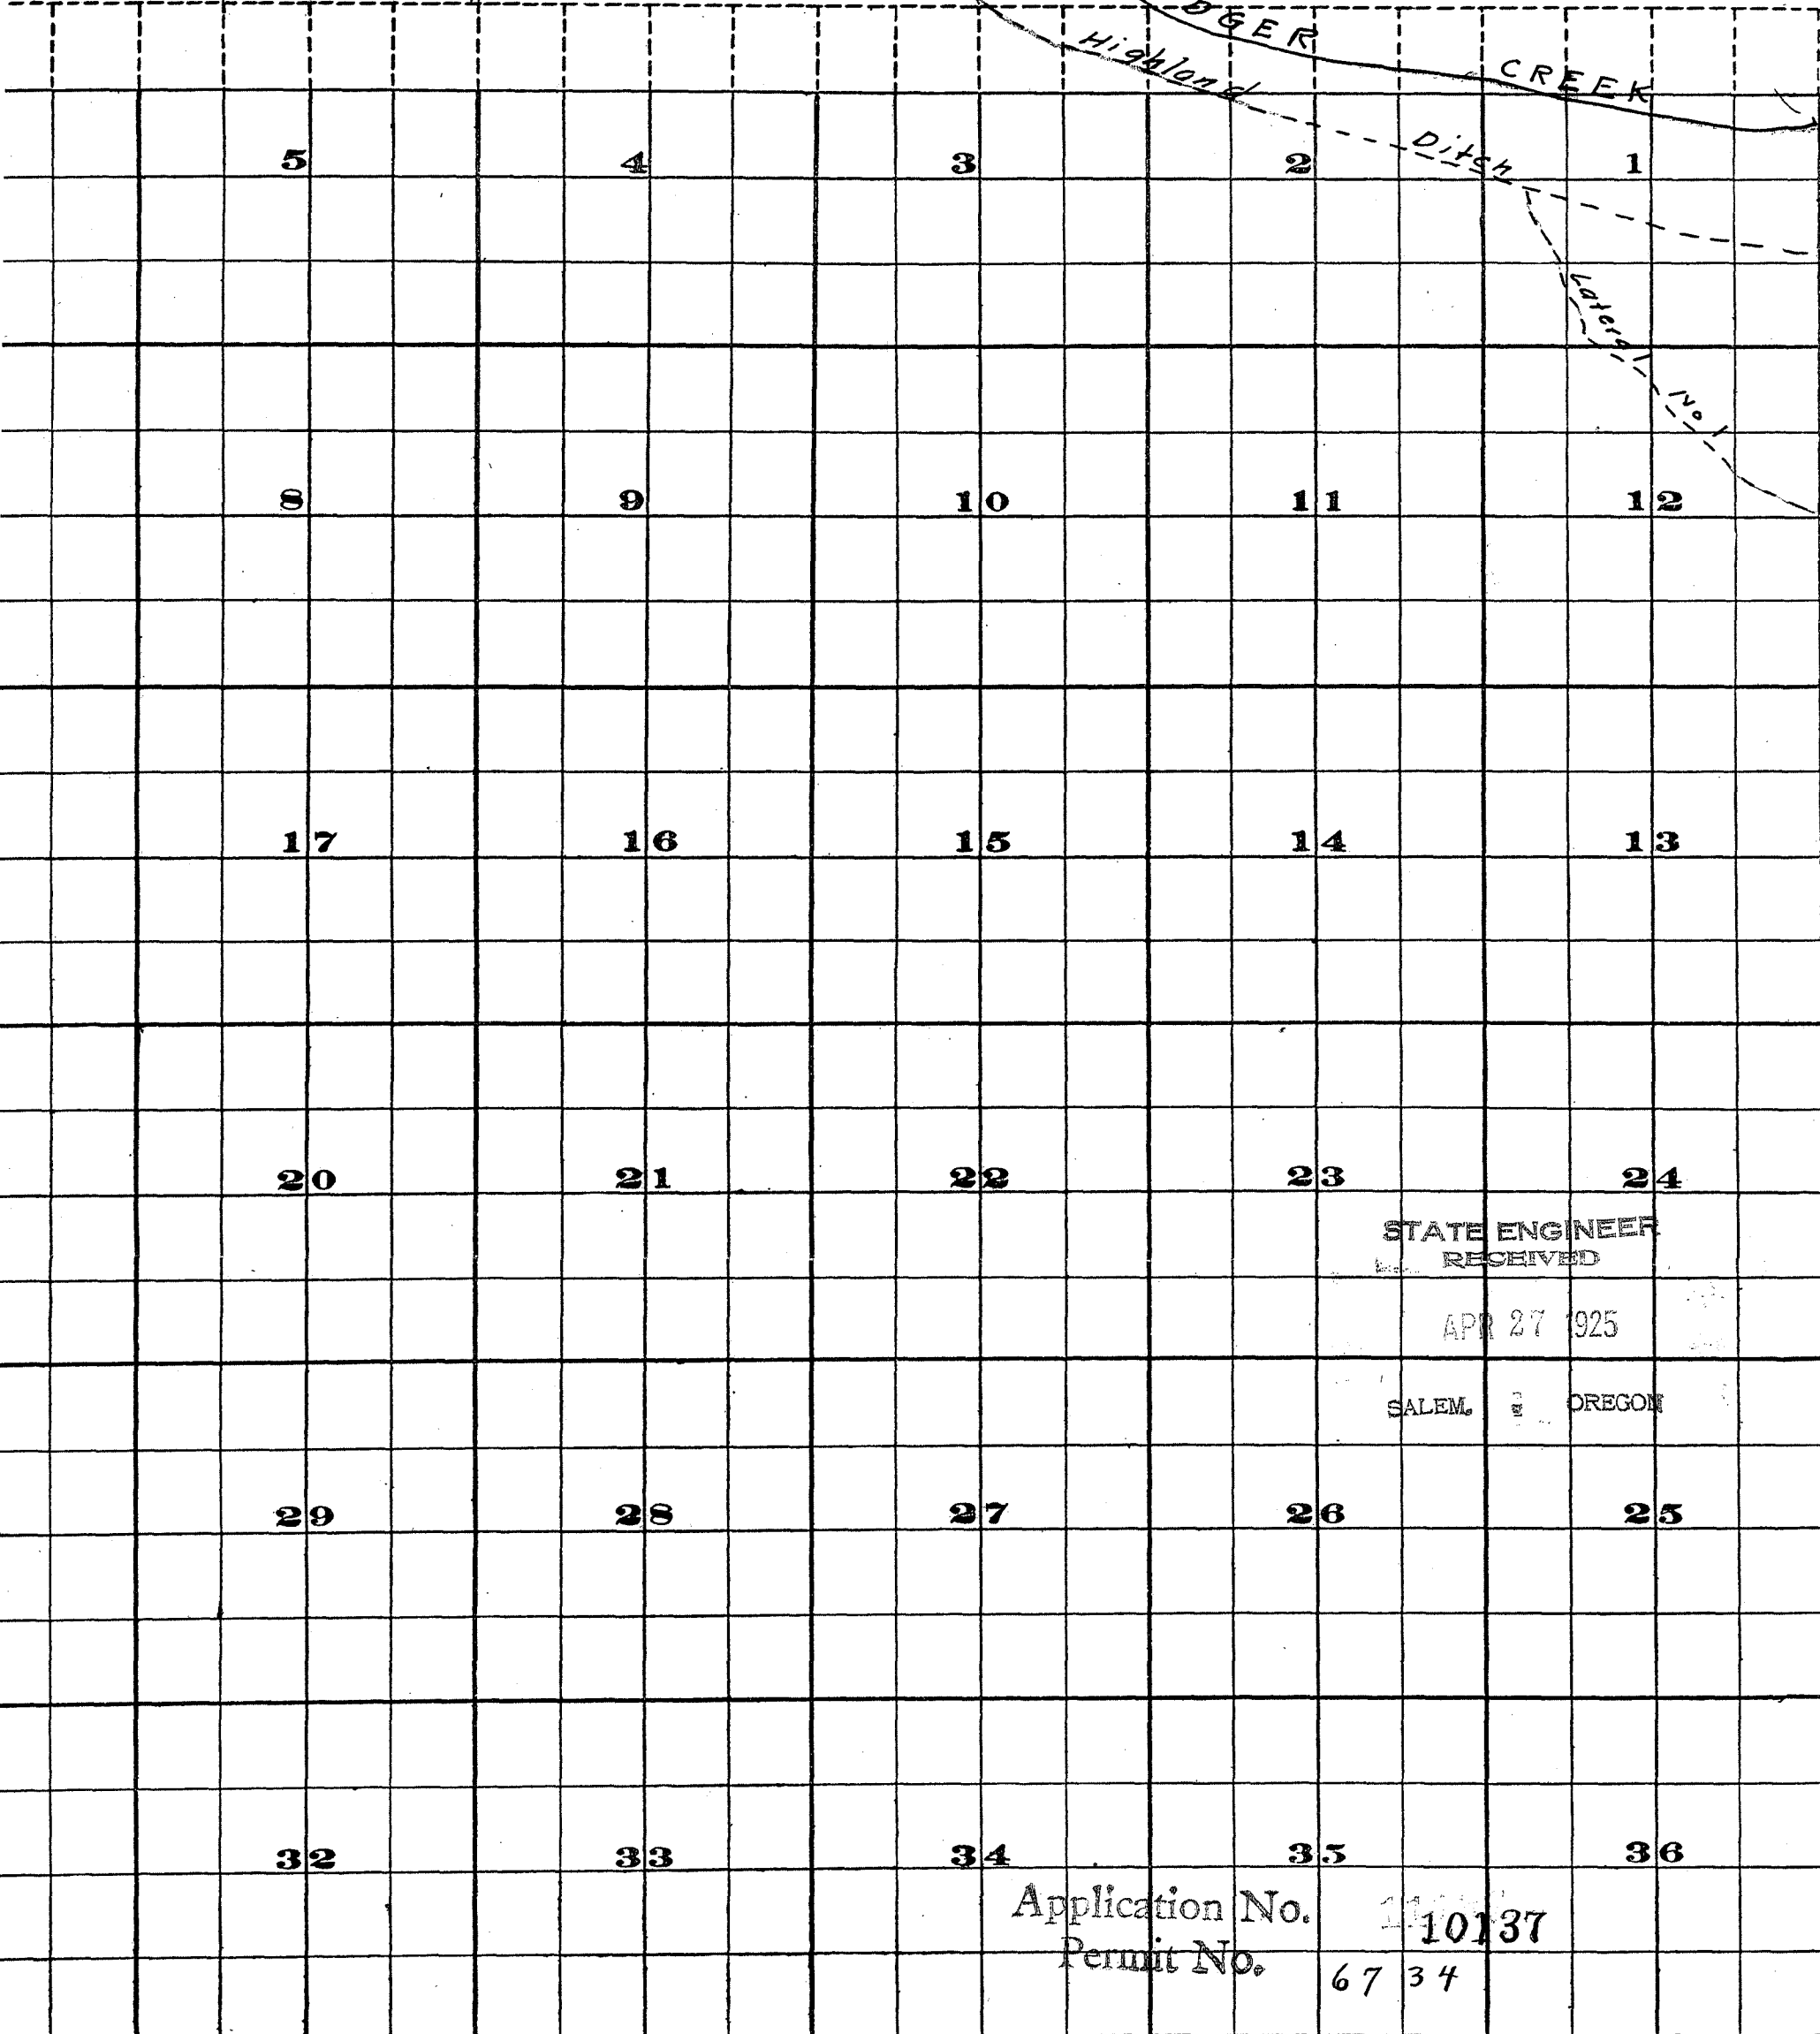 DGER CREEK
Highland Ditch
5 4 3 2 1
Lateral No 1
8 9 10 11 12
17 16 15 14 13
20 21 22 23 24
STATE ENGINEER
RECEIVED
APR 27 1925
SALEM, OREGON
29 28 27 26 25
32 33 34 35 36
Application No. 10137
Permit No. 6734